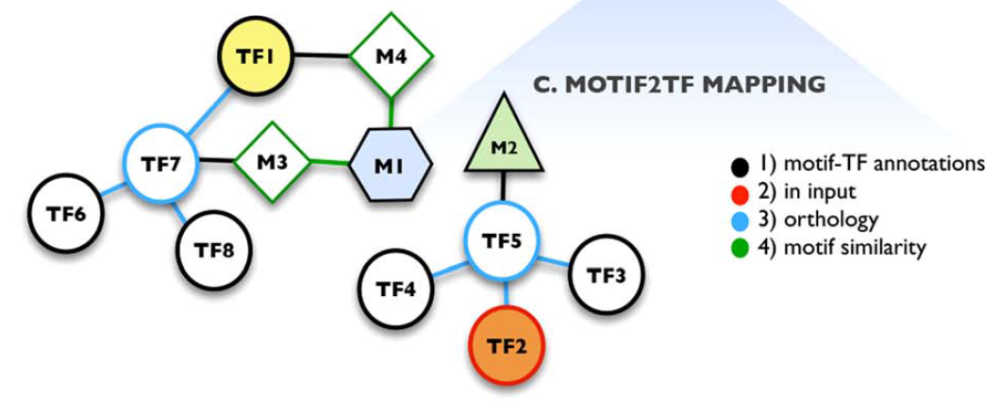 TF1
M4
C. MOTIF2TF MAPPING
M2
TF7
M3
M1
1) motif-TF annotations
2) in input
3) orthology
4) motif similarity
TF6
TF8
TF5
TF4
TF3
TF2